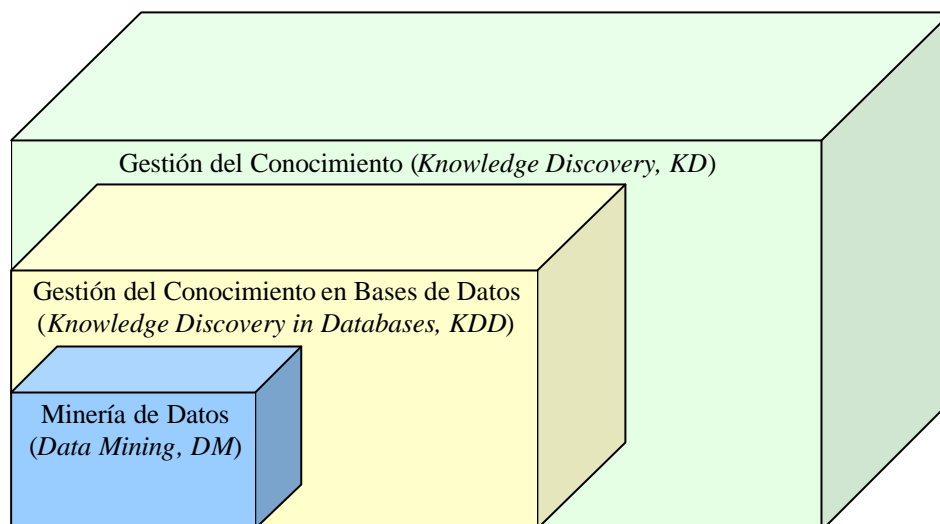 Gestión del Conocimiento (Knowledge Discovery, KD)
Gestión del Conocimiento en Bases de Datos
(Knowledge Discovery in Databases, KDD)
Minería de Datos
(Data Mining, DM)